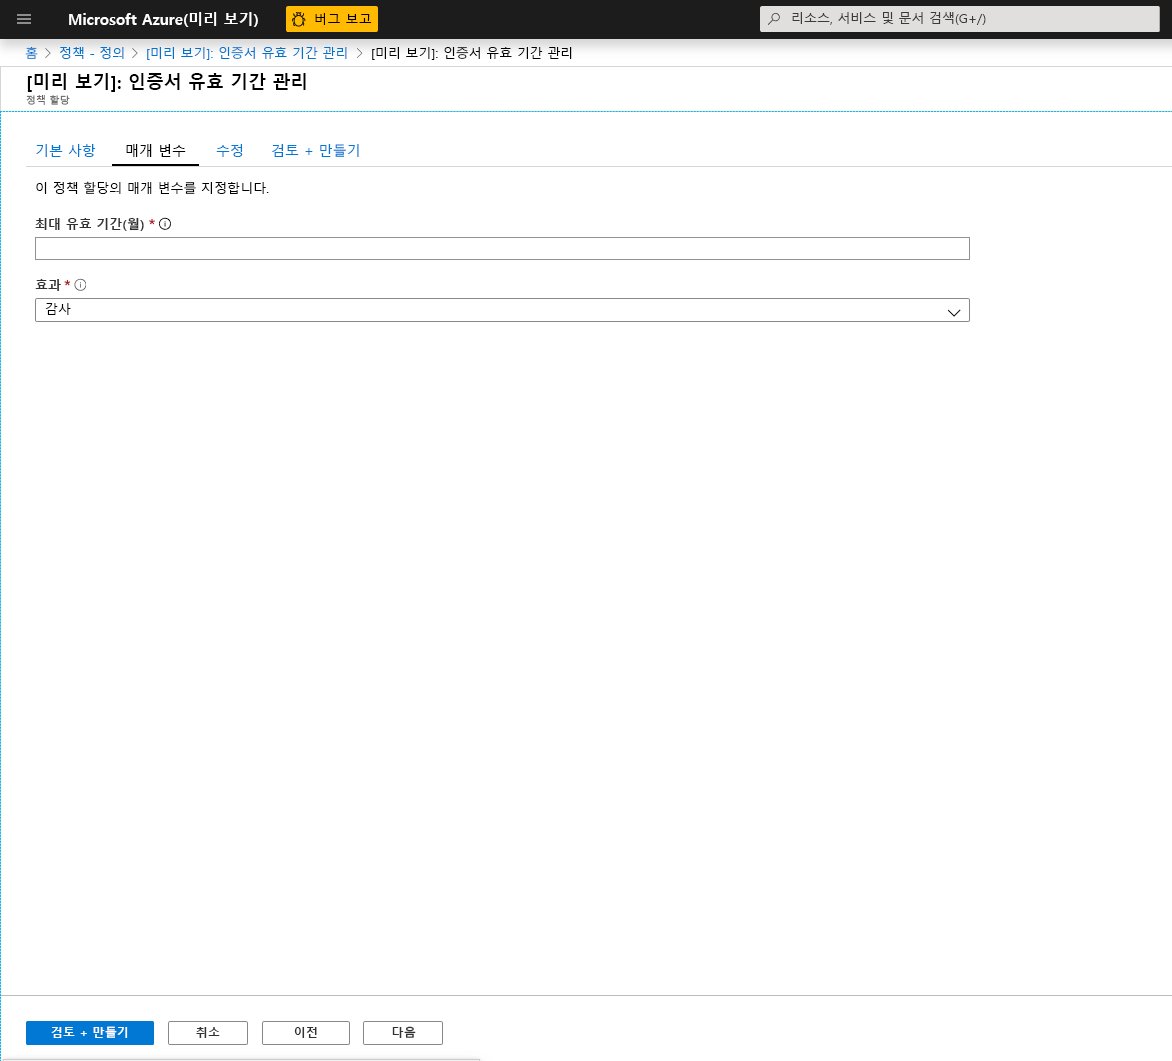 Microsoft Azure(미리 보기) 버그 보고 리소스, 서비스 및 문서 검색(G+/)
홈 > 정책 - 정의 > [미리 보기]: 인증서 유효 기간 관리 > [미리 보기]: 인증서 유효 기간 관리
[미리 보기]: 인증서 유효 기간 관리
정책 할당
기본 사항 매개 변수 수정 검토 + 만들기
이 정책 할당의 매개 변수를 지정합니다.
최대 유효 기간(월) *
효과 *
감사
검토 + 만들기 취소 이전 다음